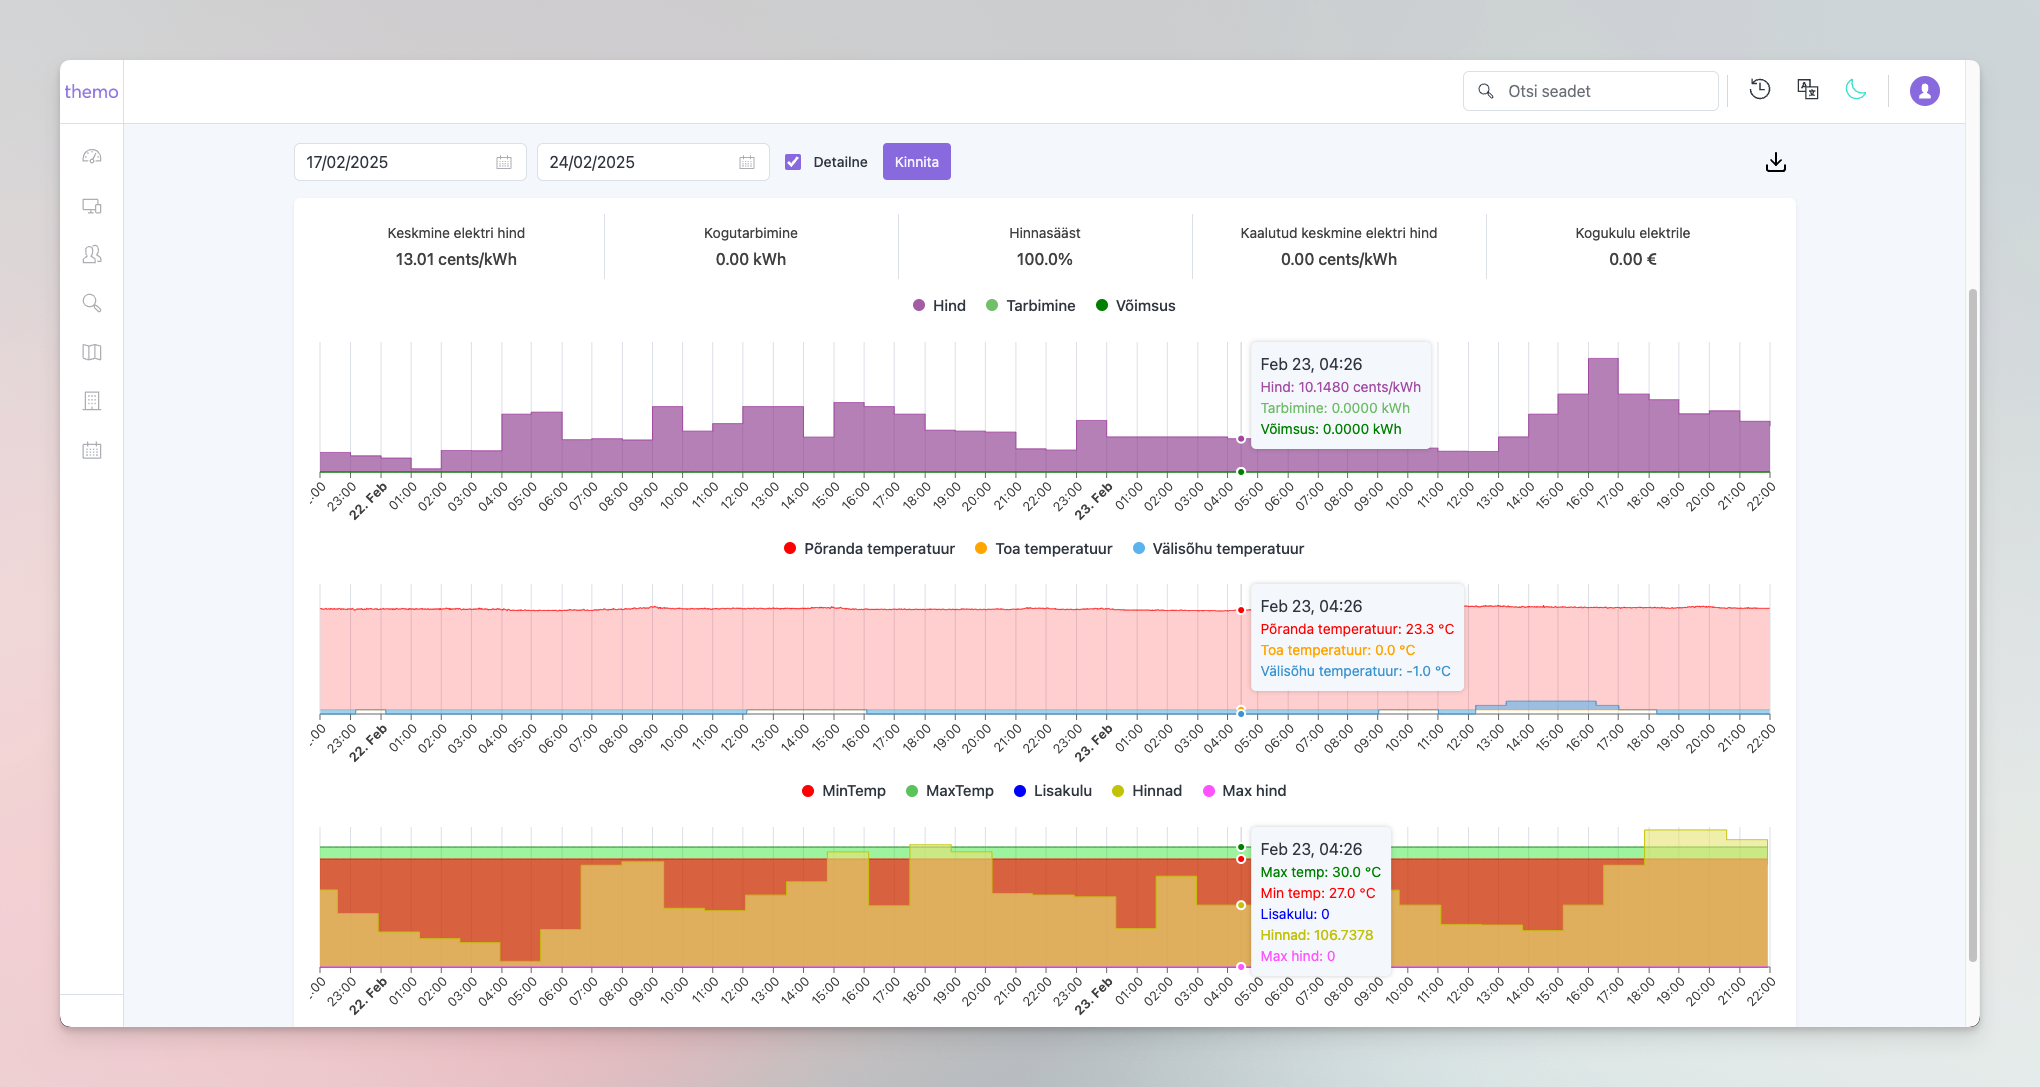 themo
Otsi seadet
17/02/2025
24/02/2025
Detailne
Kinnita
Keskmine elektri hind
13.01 cents/kWh
Kogutarbimine
0.00 kWh
Hinnasääst
100.0%
Kaalutud keskmine elektri hind
0.00 cents/kWh
Kogukulu elektrile
0.00 €
Hind Tarbimine Võimsus
Feb 23, 04:26
Hind: 10.1480 cents/kWh
Tarbimine: 0.0000 kWh
Võimsus: 0.0000 kWh
23:00 22. Feb 01:00 02:00 03:00 04:00 05:00 06:00 07:00 08:00 09:00 10:00 11:00 12:00 13:00 14:00 15:00 16:00 17:00 18:00 19:00 20:00 21:00 22:00 23:00 23. Feb 01:00 02:00 03:00 04:00 05:00 06:00 07:00 08:00 09:00 10:00 11:00 12:00 13:00 14:00 15:00 16:00 17:00 18:00 19:00 20:00 21:00 22:00
Põranda temperatuur Toa temperatuur Välisõhu temperatuur
Feb 23, 04:26
Põranda temperatuur: 23.3 °C
Toa temperatuur: 0.0 °C
Välisõhu temperatuur: -1.0 °C
23:00 22. Feb 01:00 02:00 03:00 04:00 05:00 06:00 07:00 08:00 09:00 10:00 11:00 12:00 13:00 14:00 15:00 16:00 17:00 18:00 19:00 20:00 21:00 22:00 23:00 23. Feb 01:00 02:00 03:00 04:00 05:00 06:00 07:00 08:00 09:00 10:00 11:00 12:00 13:00 14:00 15:00 16:00 17:00 18:00 19:00 20:00 21:00 22:00
MinTemp MaxTemp Lisakulu Hinnad Max hind
Feb 23, 04:26
Max temp: 30.0 °C
Min temp: 27.0 °C
Lisakulu: 0
Hinnad: 106.7378
Max hind: 0
23:00 22. Feb 01:00 02:00 03:00 04:00 05:00 06:00 07:00 08:00 09:00 10:00 11:00 12:00 13:00 14:00 15:00 16:00 17:00 18:00 19:00 20:00 21:00 22:00 23:00 23. Feb 01:00 02:00 03:00 04:00 05:00 06:00 07:00 08:00 09:00 10:00 11:00 12:00 13:00 14:00 15:00 16:00 17:00 18:00 19:00 20:00 21:00 22:00